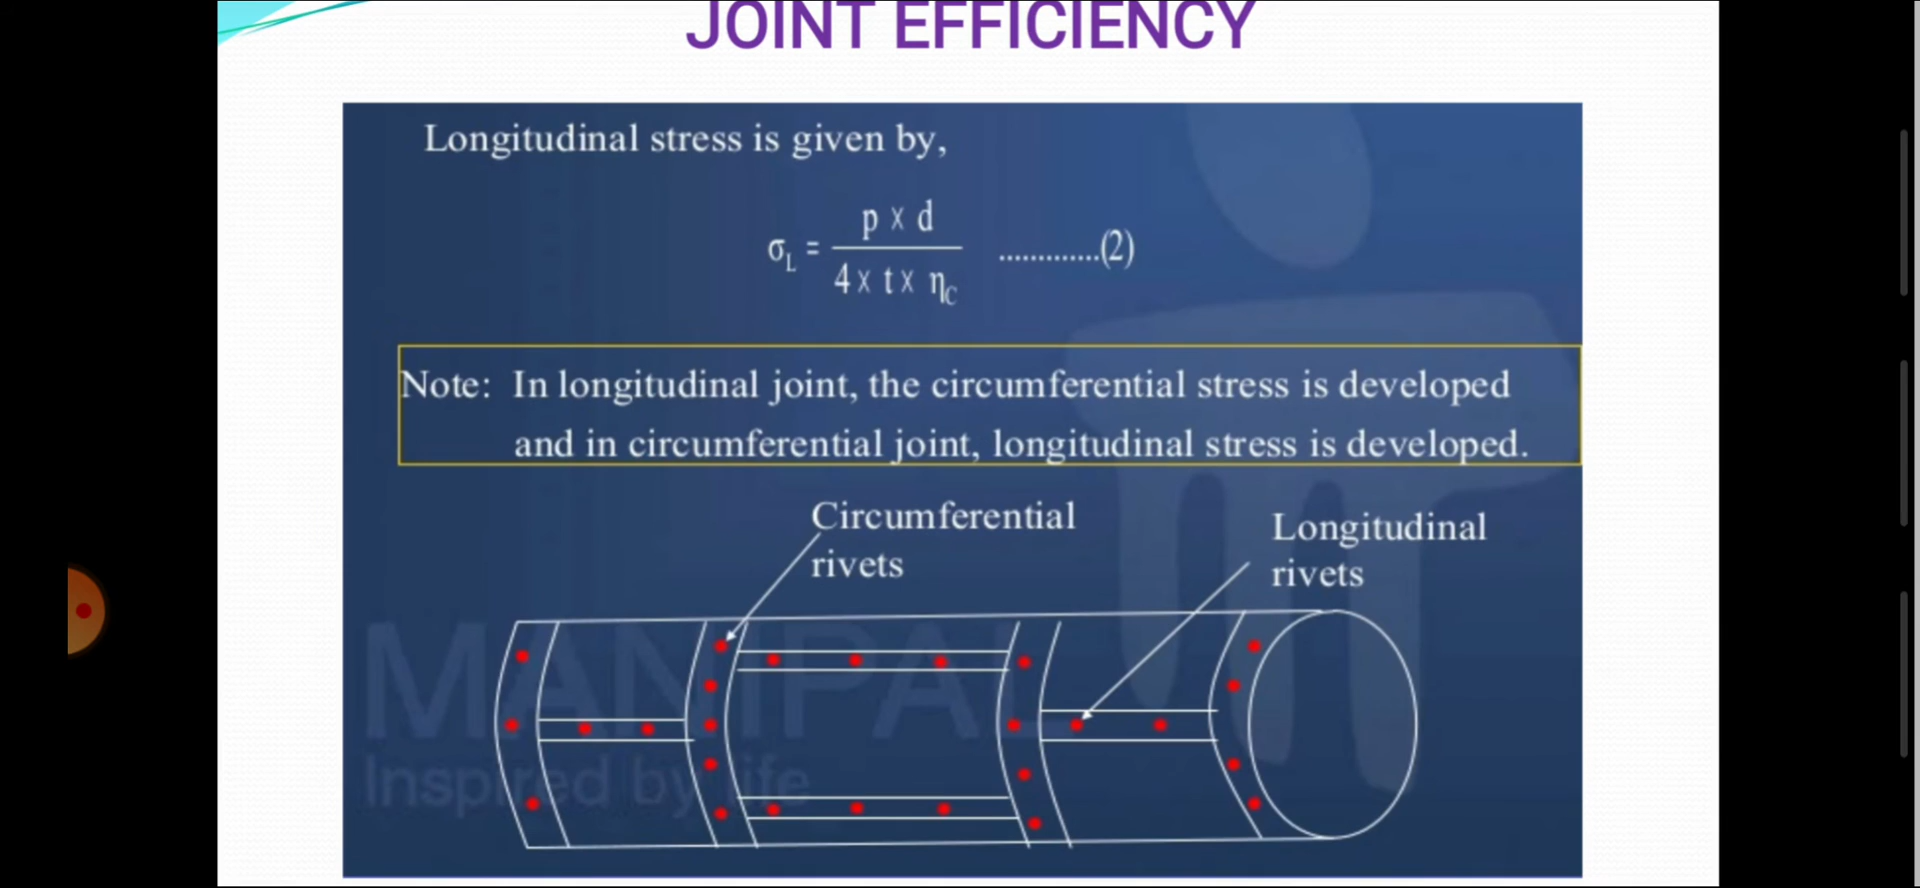 JOINT EFFICIENCY
Longitudinal stress is given by,
σL = p x d / 4 x t x ηC .............(2)
Note: In longitudinal joint, the circumferential stress is developed
and in circumferential joint, longitudinal stress is developed.
Circumferential
rivets
Longitudinal
rivets
MANIPAL
Inspired by life